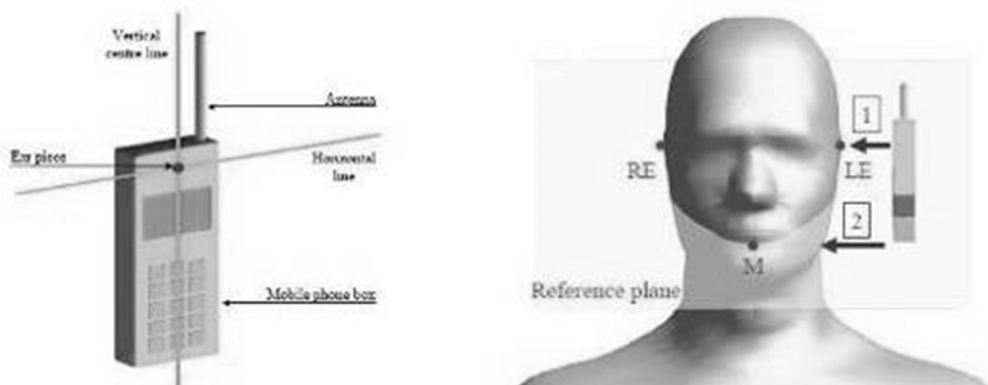 Vertical
centre line
Antenna
Ear piece
Horizontal
line
Mobile phone box
1
RE
LE
2
M
Reference plane